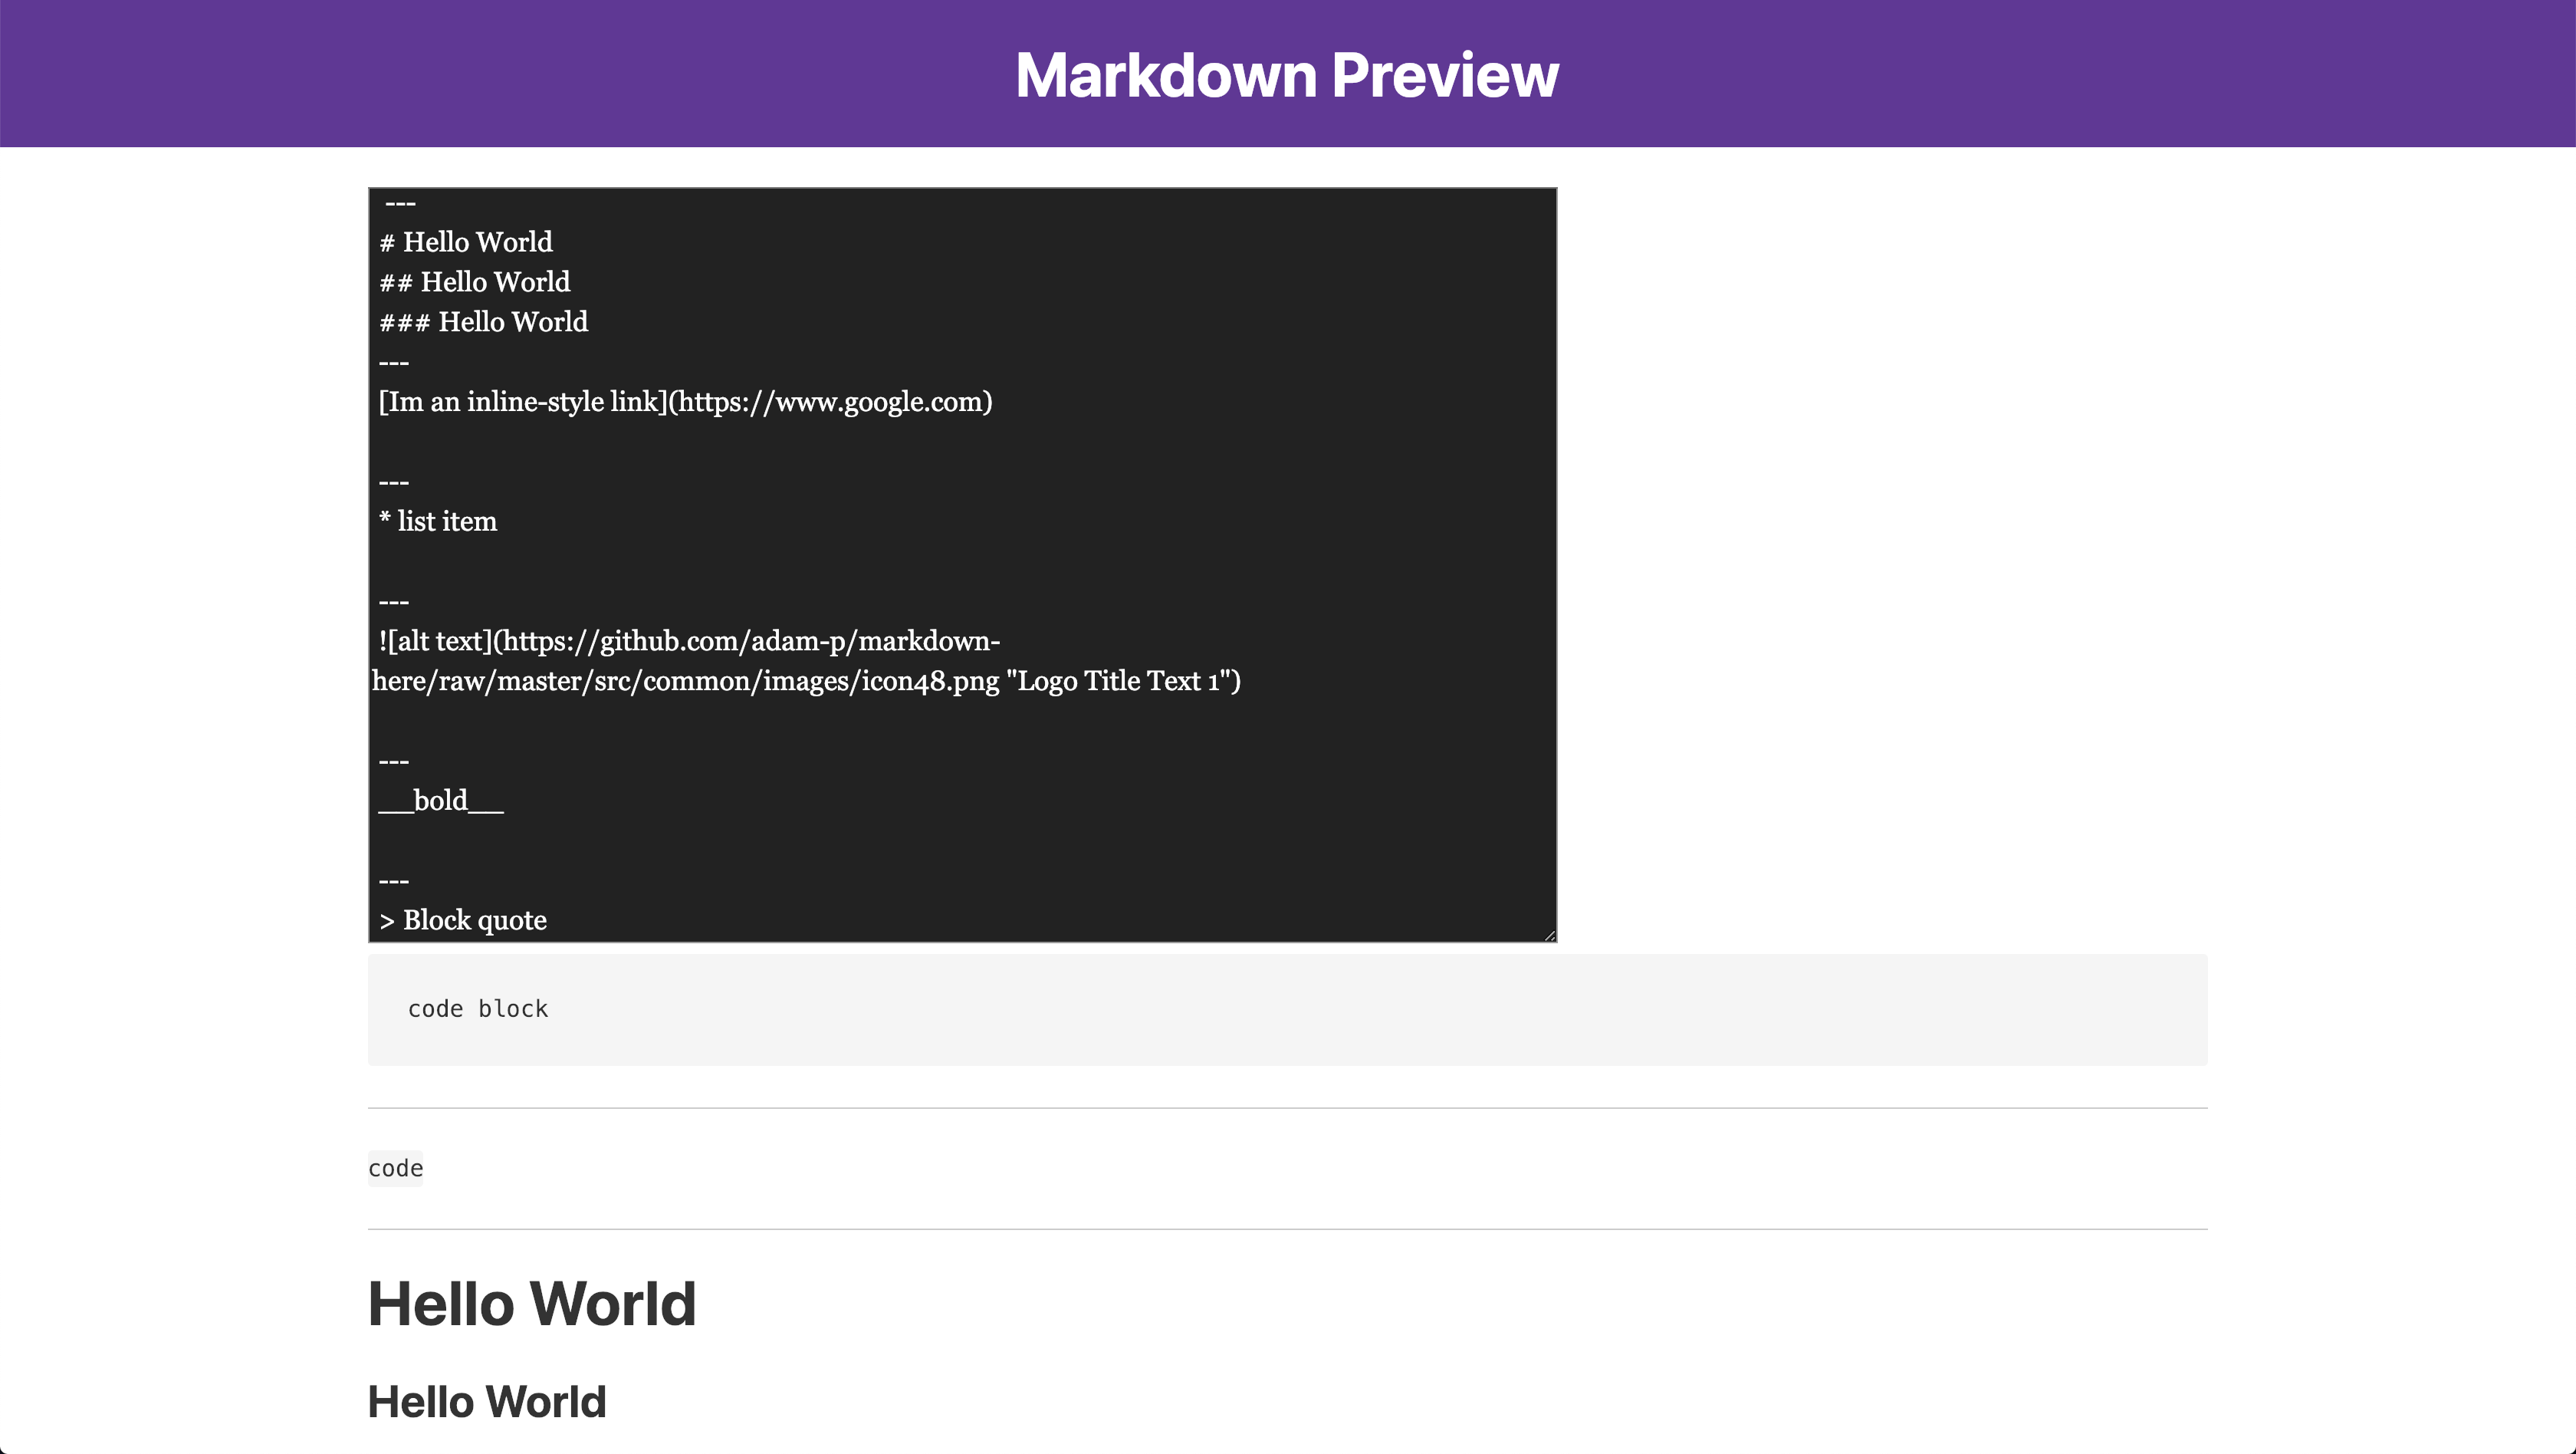 Markdown Preview
---
# Hello World
## Hello World
### Hello World
---
[Im an inline-style link](https://www.google.com)
---
* list item
---
![alt text](https://github.com/adam-p/markdown-
here/raw/master/src/common/images/icon48.png "Logo Title Text 1")
---
__bold__
---
> Block quote
code block
code
Hello World
Hello World